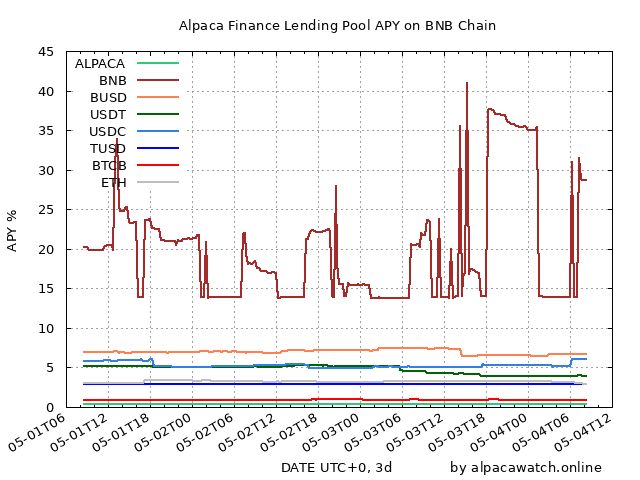 Alpaca Finance Lending Pool APY on BNB Chain
APY %
45
40
35
30
25
20
15
10
5
0
ALPACA
BNB
BUSD
USDT
USDC
TUSD
BTCB
ETH
05-01T06
05-01T12
05-01T18
05-02T00
05-02T06
05-02T12
05-02T18
05-03T00
05-03T06
05-03T12
05-03T18
05-04T00
05-04T06
05-04T12
DATE UTC+0, 3d
by alpacawatch.online